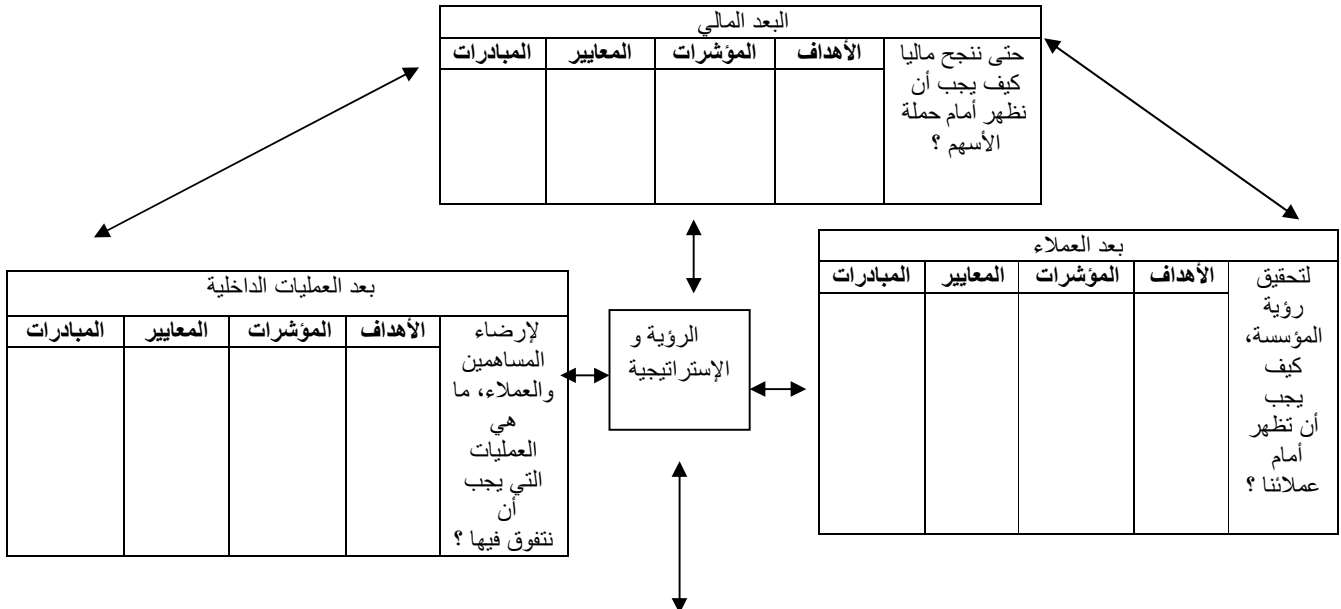 البعد المالي
الأهداف المؤشرات المعايير المبادرات
حتى ننجح ماليا
كيف يجب أن
نظهر أمام حملة
الأسهم ؟
بعد العملاء
الأهداف المؤشرات المعايير المبادرات
لتحقيق
رؤية
المؤسسة،
كيف
يجب
أن تظهر
أمام
عملائنا ؟
الرؤية و
الإستراتيجية
بعد العمليات الداخلية
الأهداف المؤشرات المعايير المبادرات
لإرضاء
المساهمين
والعملاء، ما
هي
العمليات
التي يجب
أن
نتفوق فيها ؟